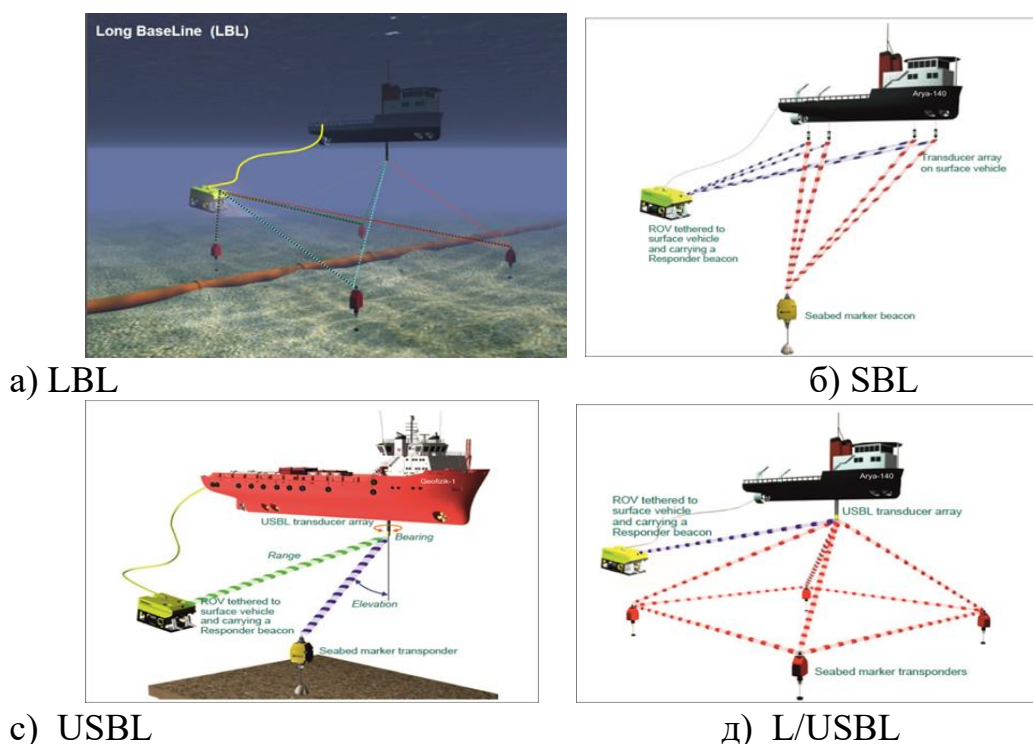 Long BaseLine (LBL)
Arya-140
Transducer array
on surface vehicle
ROV tethered to
surface vehicle
and carrying a
Responder beacon
Seabed marker beacon
а) LBL
б) SBL
Geofizik-1
USBL transducer array
Bearing
Range
Elevation
ROV tethered to
surface vehicle
and carrying a
Responder beacon
Seabed marker transponder
Arya-140
ROV tethered to
surface vehicle
and carrying a
Responder beacon
USBL transducer array
Seabed marker transponders
с) USBL
д) L/USBL